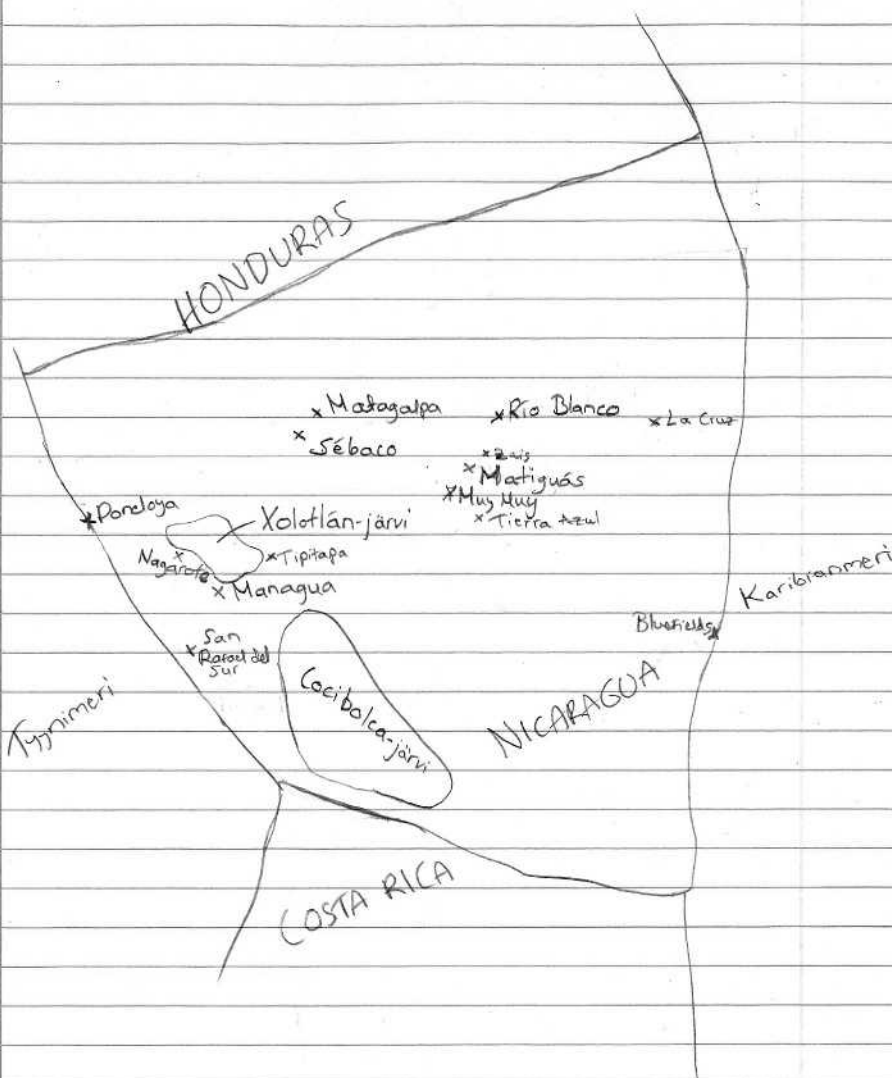 HONDURAS
Matagalpa
Río Blanco
La Cruz
Sébaco
Zais
Matiguás
Muy Muy
Tierra Azul
Poneloya
Xolotlán-järvi
Nagarote
Tipitapa
Managua
Karibianmeri
Bluefields
San
Rafael del
Sur
Cocibolca-järvi
NICARAGUA
Tyynimeri
COSTA RICA